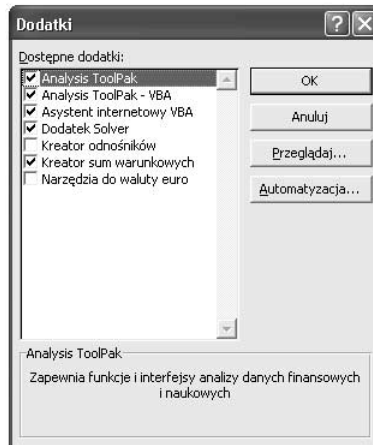 Dodatki
Dostępne dodatki:
Analysis ToolPak
Analysis ToolPak - VBA
Asystent internetowy VBA
Dodatek Solver
Kreator odnośników
Kreator sum warunkowych
Narzędzia do waluty euro
OK
Anuluj
Przeglądaj...
Automatyzacja...
Analysis ToolPak
Zapewnia funkcje i interfejsy analizy danych finansowych
i naukowych